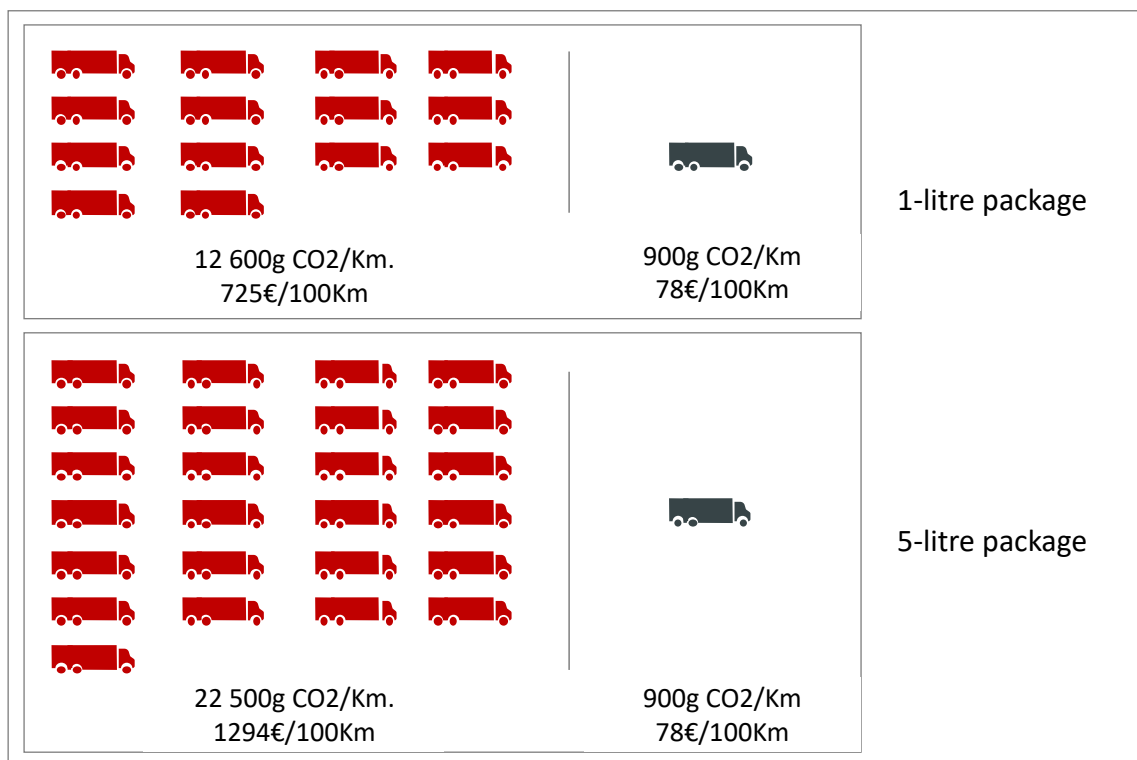 12 600g CO2/Km.
725€/100Km
900g CO2/Km
78€/100Km
1-litre package
22 500g CO2/Km.
1294€/100Km
900g CO2/Km
78€/100Km
5-litre package